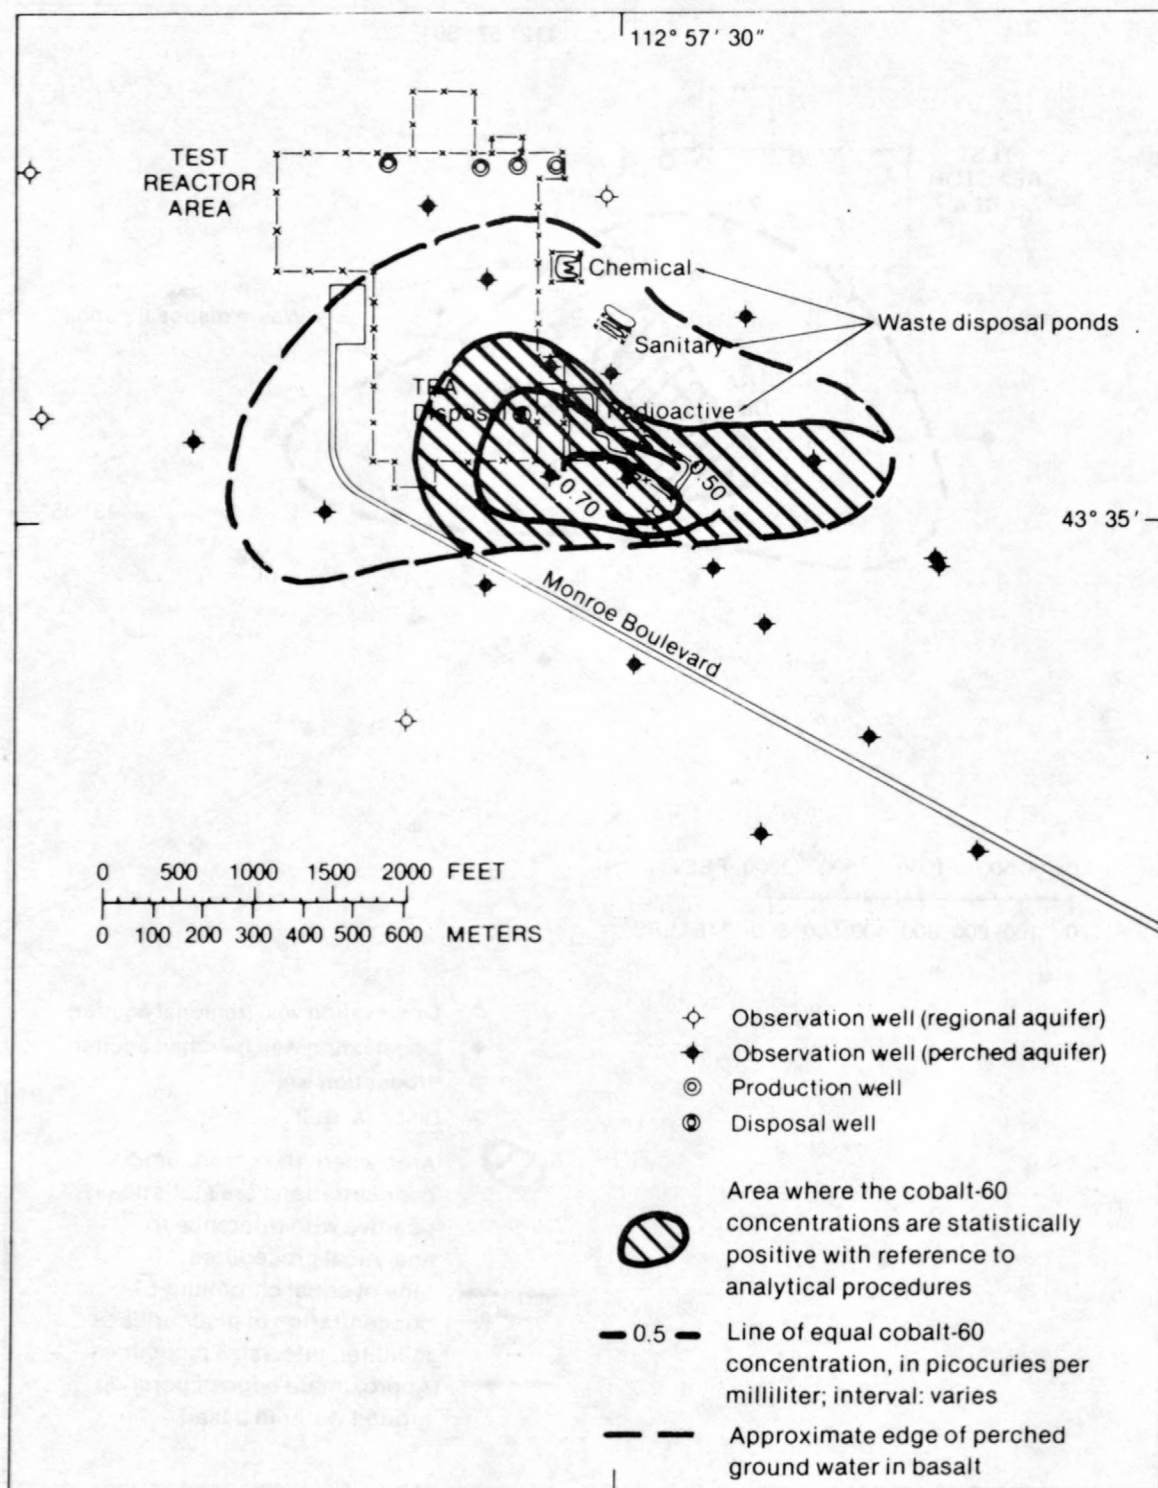 112° 57′ 30″
TEST
REACTOR
AREA
Chemical
Waste disposal ponds
Sanitary
TRA
Disposal
Radioactive
0.50
0.70
43° 35′
Monroe Boulevard
0 500 1000 1500 2000 FEET
0 100 200 300 400 500 600 METERS
Observation well (regional aquifer)
Observation well (perched aquifer)
Production well
Disposal well
Area where the cobalt-60
concentrations are statistically
positive with reference to
analytical procedures
0.5 Line of equal cobalt-60
concentration, in picocuries per
milliliter; interval: varies
Approximate edge of perched
ground water in basalt